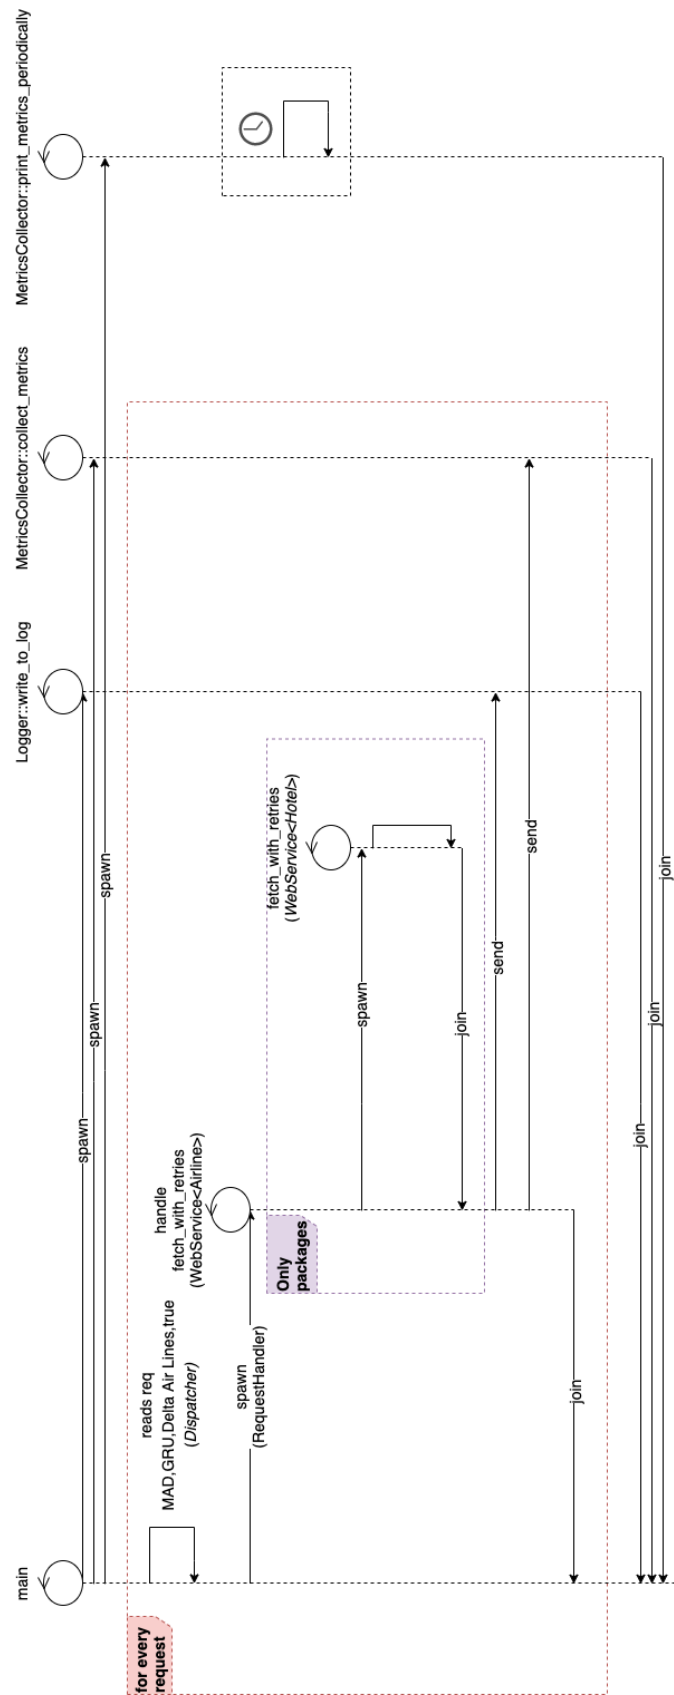 main
Logger::write_to_log
MetricsCollector::collect_metrics
MetricsCollector::print_metrics_periodically
spawn
spawn
spawn
for every
request
reads req
MAD,GRU,Delta Air Lines,true
(Dispatcher)
handle
fetch_with_retries
(WebService<Airline>)
spawn
(RequestHandler)
Only
packages
fetch_with_retries
(WebService<Hotel>)
spawn
join
send
send
join
join
join
join